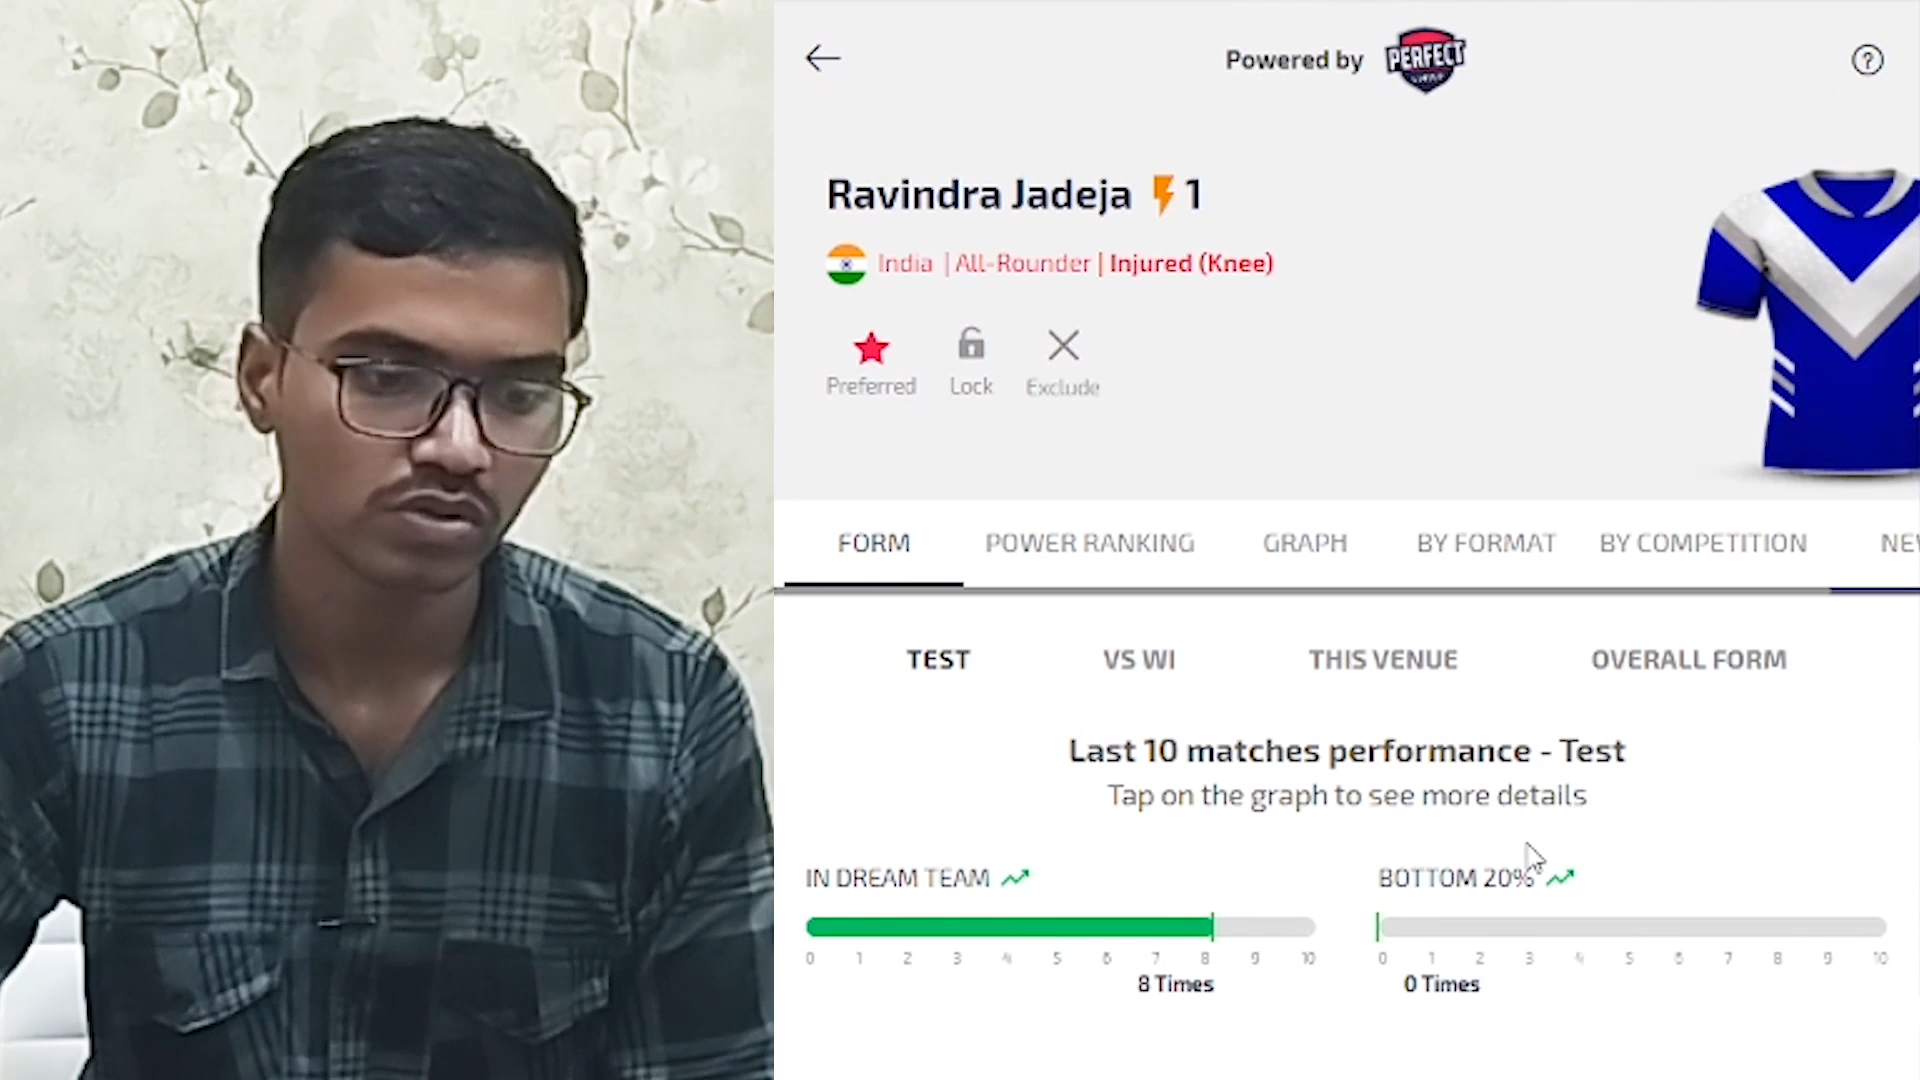 Powered by PERFECT
Ravindra Jadeja 1
India | All-Rounder | Injured (Knee)
Preferred Lock Exclude
FORM POWER RANKING GRAPH BY FORMAT BY COMPETITION
TEST VS WI THIS VENUE OVERALL FORM
Last 10 matches performance - Test
Tap on the graph to see more details
IN DREAM TEAM BOTTOM 20%
0 1 2 3 4 5 6 7 8 9 10 0 1 2 3 4 5 6 7 8 9 10
8 Times 0 Times